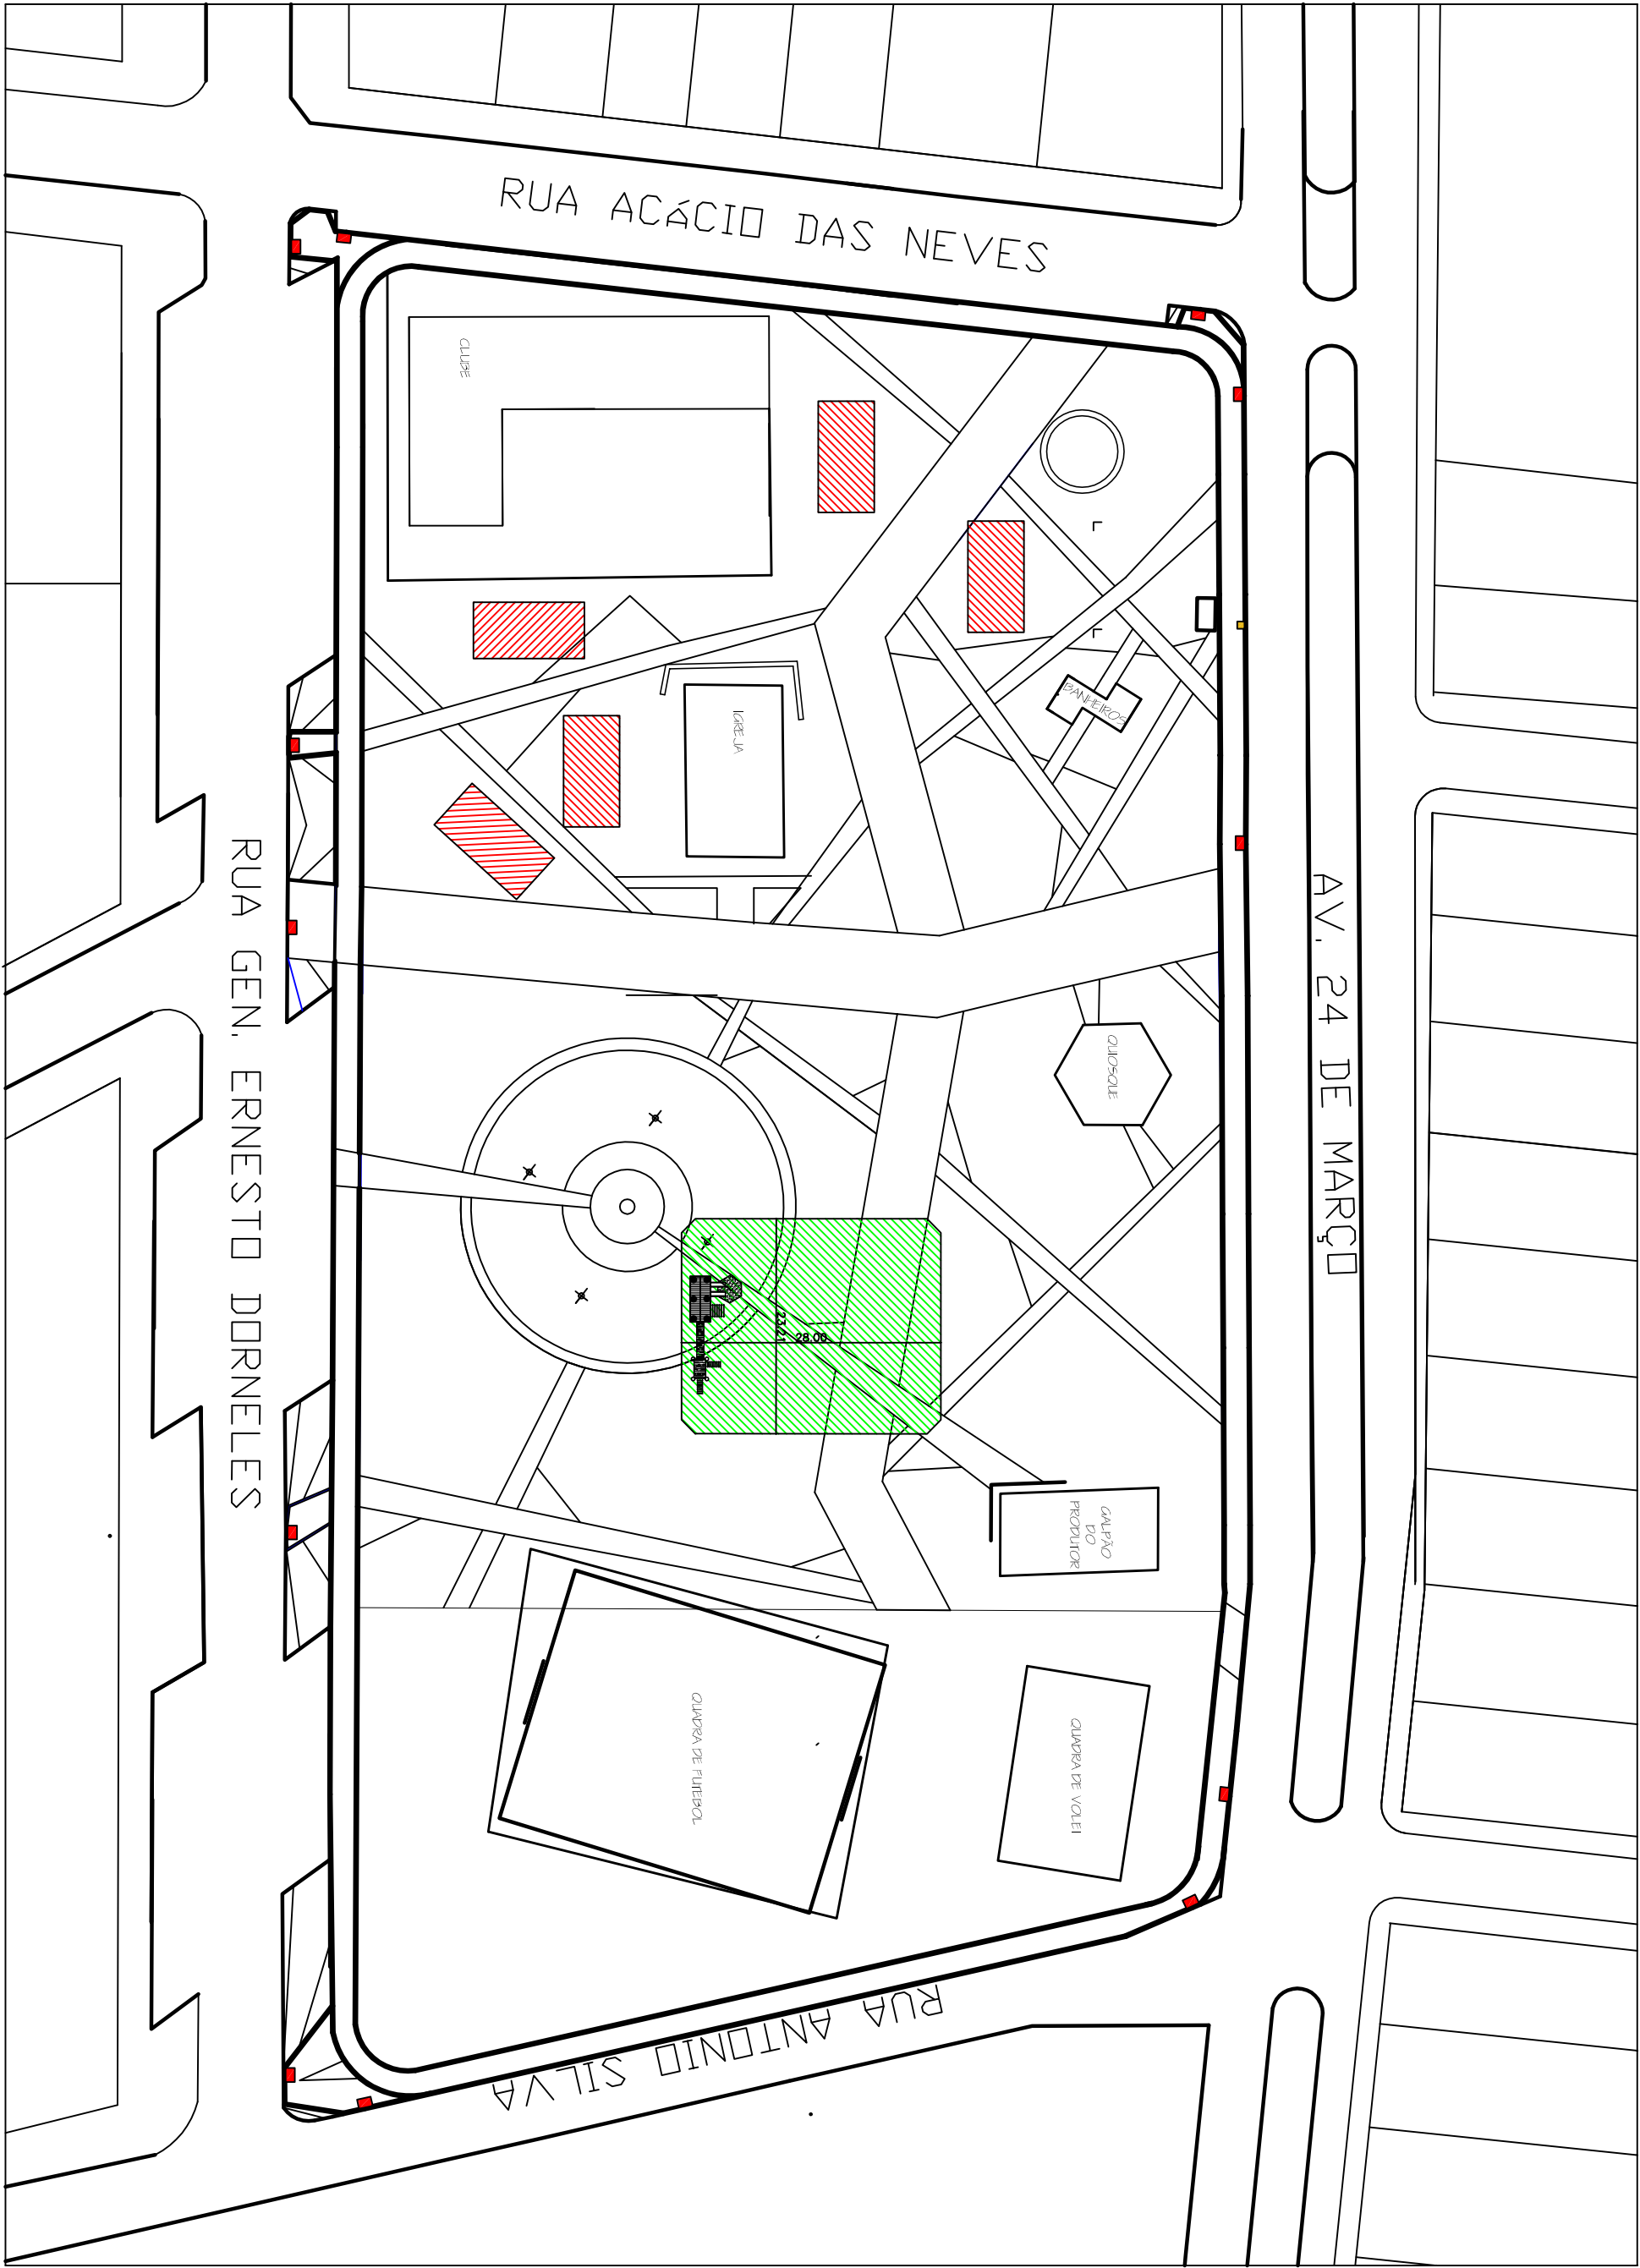 RUA ACáCIO DAS NEVES
CLUBE
BANHEIROS
IGREJA
RUA GEN. ERNESTO DORNELES
AV. 24 DE MARÇO
QUIOSQUE
23.21
28.00
GALPÃO
DO
PRODUTOR
QUADRA DE FUTEBOL
QUADRA DE VOLEI
RUA ANTONIO SILVA